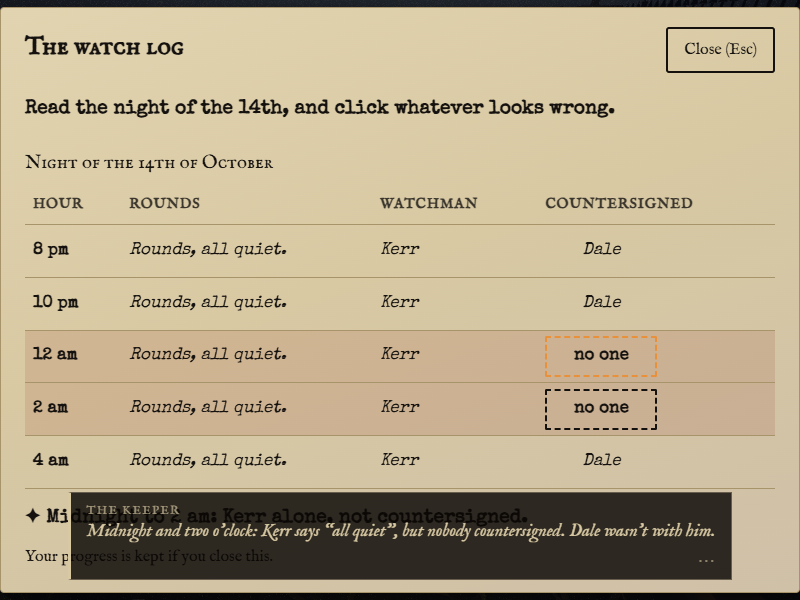 The watch log
Close (Esc)
Read the night of the 14th, and click whatever looks wrong.
Night of the 14th of October
HOUR ROUNDS WATCHMAN COUNTERSIGNED
8 pm Rounds, all quiet. Kerr Dale
10 pm Rounds, all quiet. Kerr Dale
12 am Rounds, all quiet. Kerr no one
2 am Rounds, all quiet. Kerr no one
4 am Rounds, all quiet. Kerr Dale
✦ Midnight to 2 am: Kerr alone, not countersigned.
THE KEEPER
Midnight and two o'clock: Kerr says “all quiet”, but nobody countersigned. Dale wasn't with him.
Your progress is kept if you close this.
...